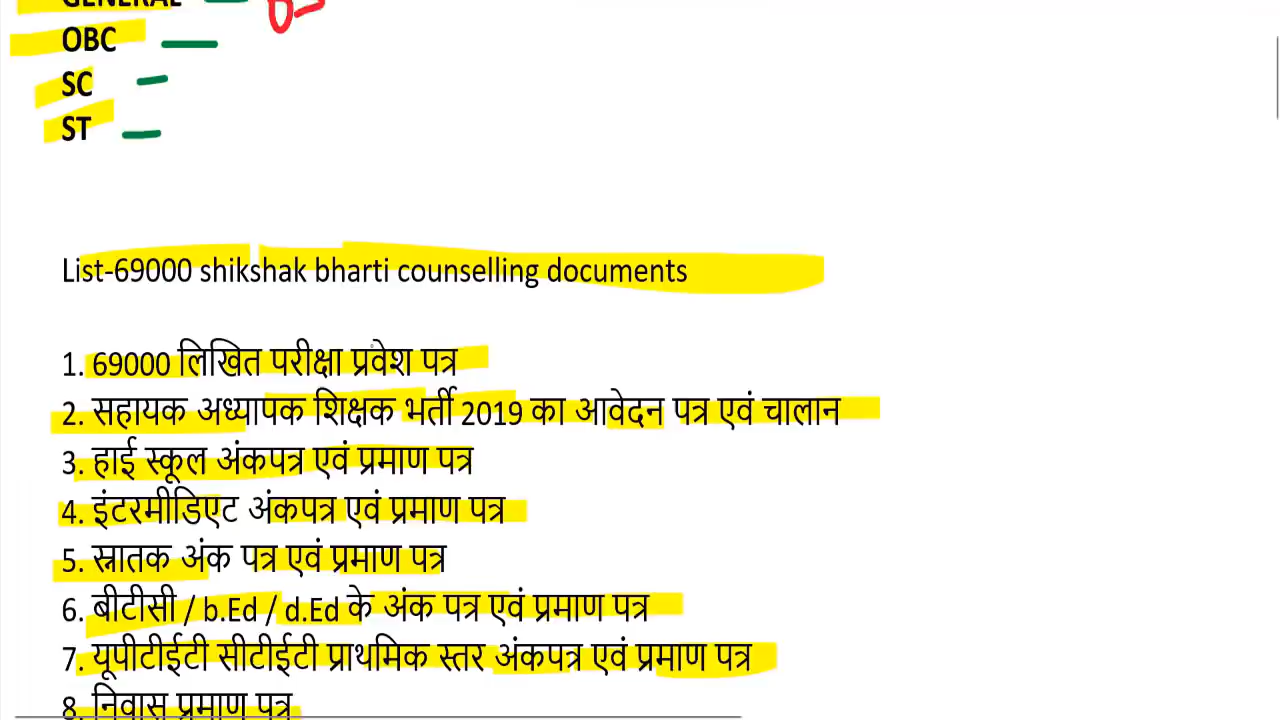 GENERAL
OBC
SC
ST
List-69000 shikshak bharti counselling documents
1. 69000 लिखित परीक्षा प्रवेश पत्र
2. सहायक अध्यापक शिक्षक भर्ती 2019 का आवेदन पत्र एवं चालान
3. हाई स्कूल अंकपत्र एवं प्रमाण पत्र
4. इंटरमीडिएट अंकपत्र एवं प्रमाण पत्र
5. स्नातक अंक पत्र एवं प्रमाण पत्र
6. बीटीसी / b.Ed / d.Ed के अंक पत्र एवं प्रमाण पत्र
7. यूपीटीईटी सीटीईटी प्राथमिक स्तर अंकपत्र एवं प्रमाण पत्र
8. निवास प्रमाण पत्र